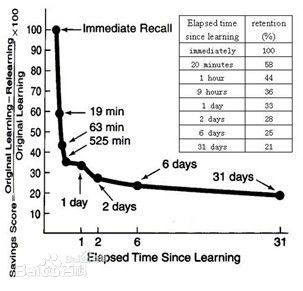 Savings Score = Original Learning – Relearning ×100
Original Learning
100
90
80
70
60
50
40
30
20
10
Immediate Recall
19 min
63 min
525 min
1 day
2 days
6 days
31 days
1
2
6
31
Elapsed Time Since Learning
Elapsed time since learning retention (%)
immediately 100
20 minutes 58
1 hour 44
9 hours 36
1 day 33
2 days 28
6 days 25
31 days 21
Bai
百科